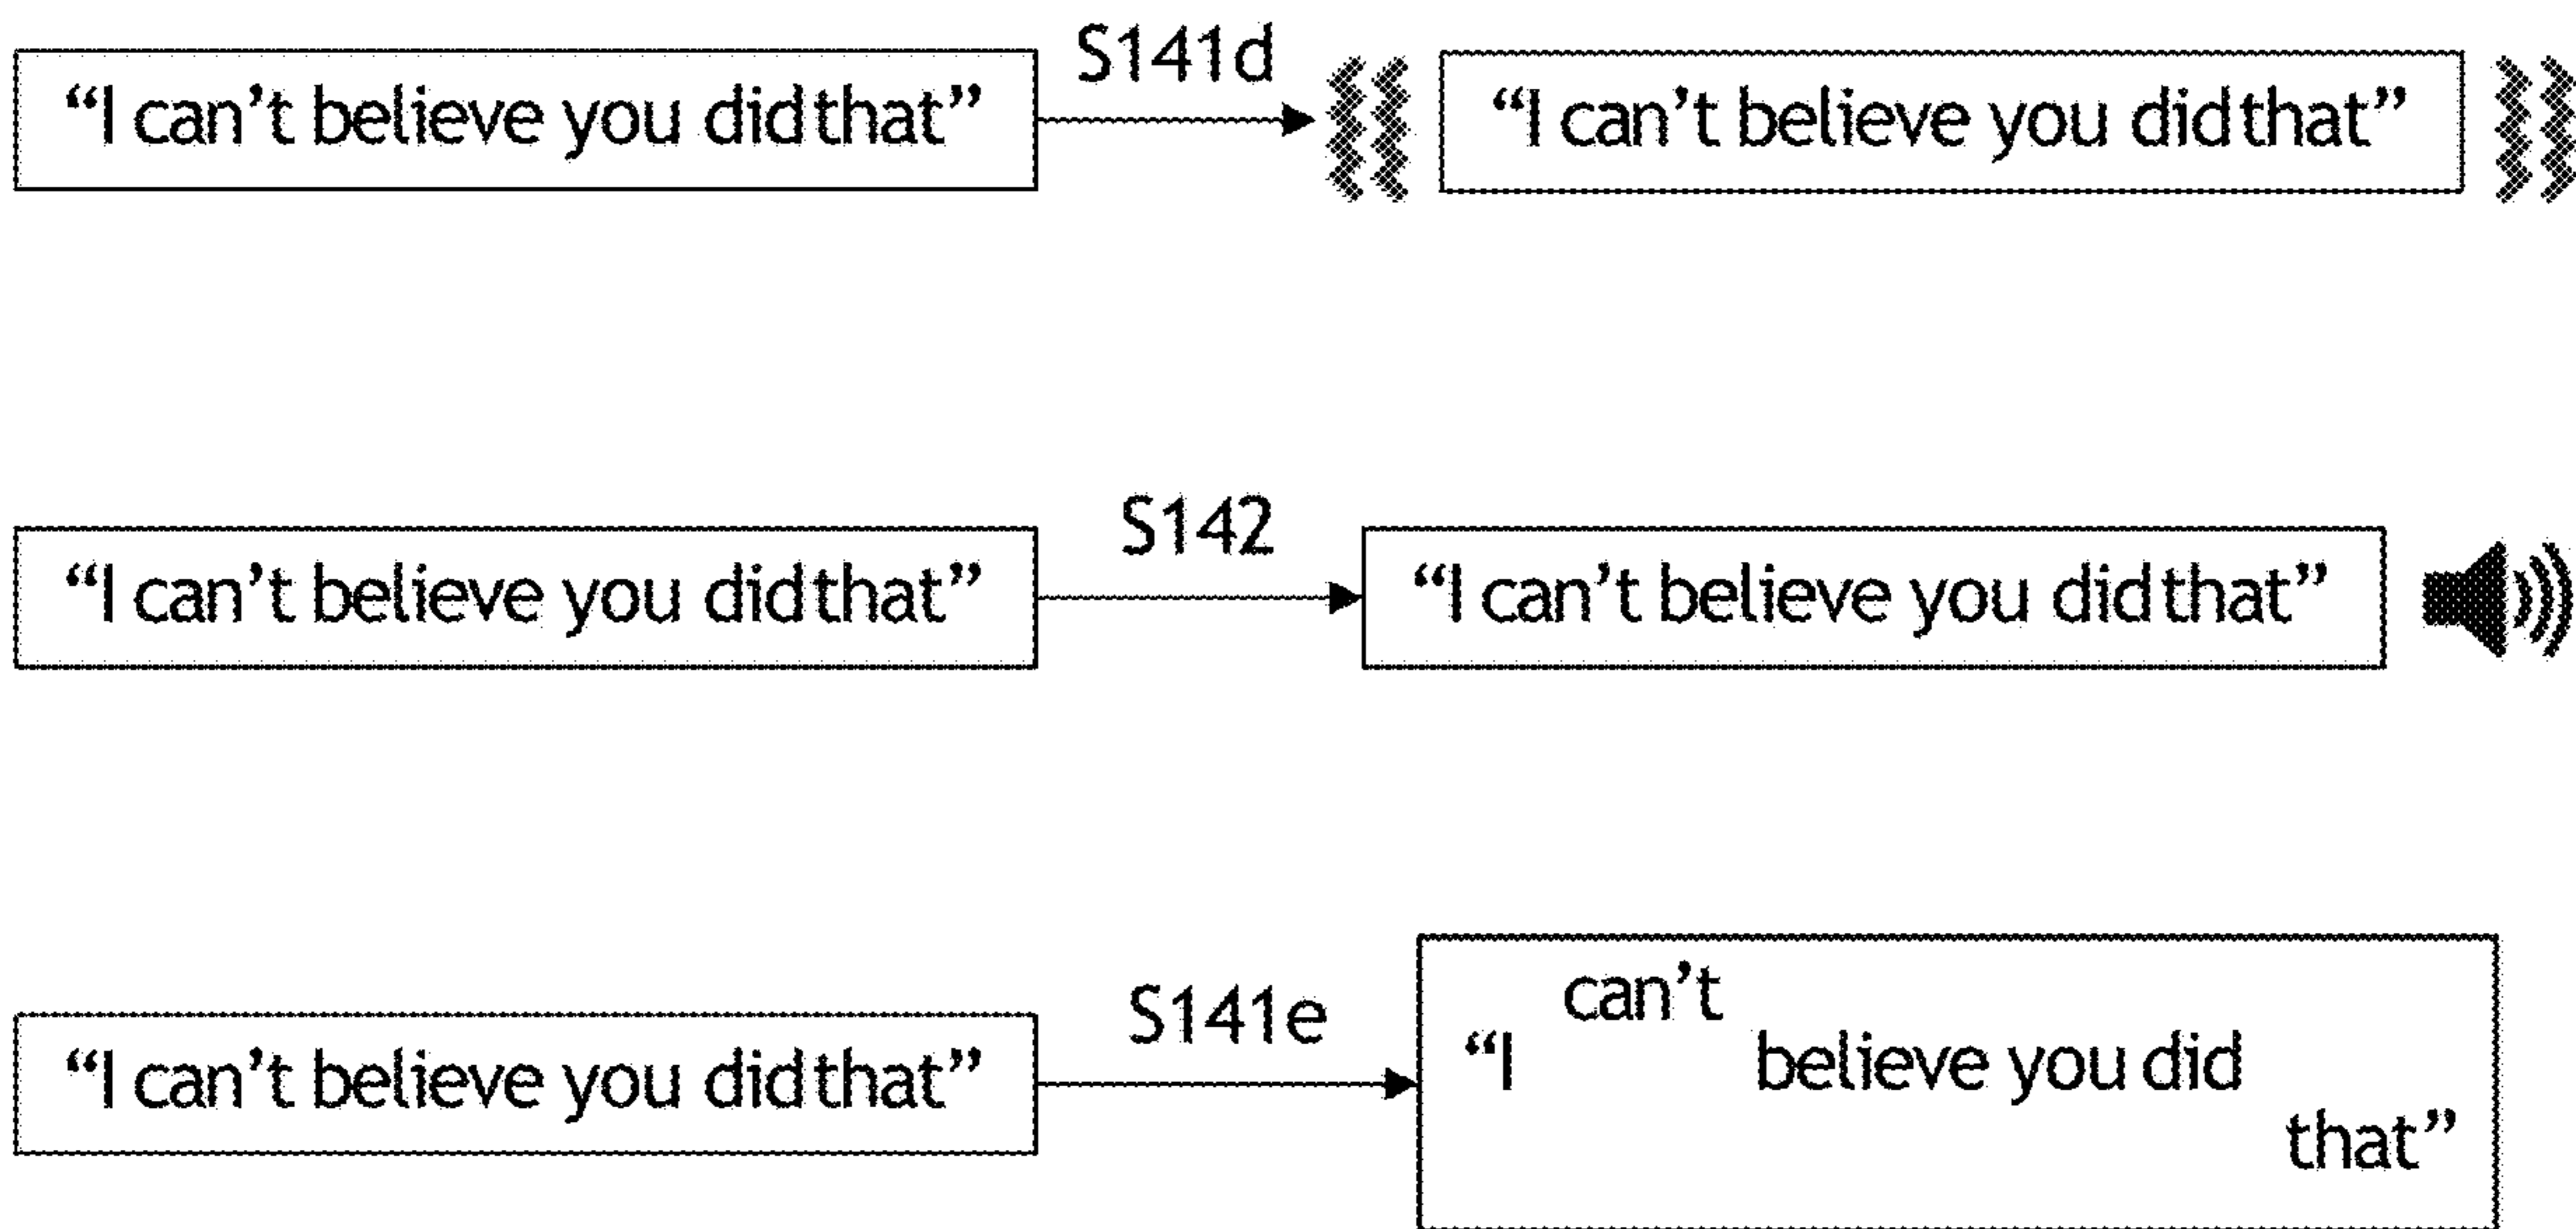 S141d
“I can’t believe you did that” “I can’t believe you did that”
S142
“I can’t believe you did that” “I can’t believe you did that”
S141e
can’t
“I believe you did
“I can’t believe you did that”
that”